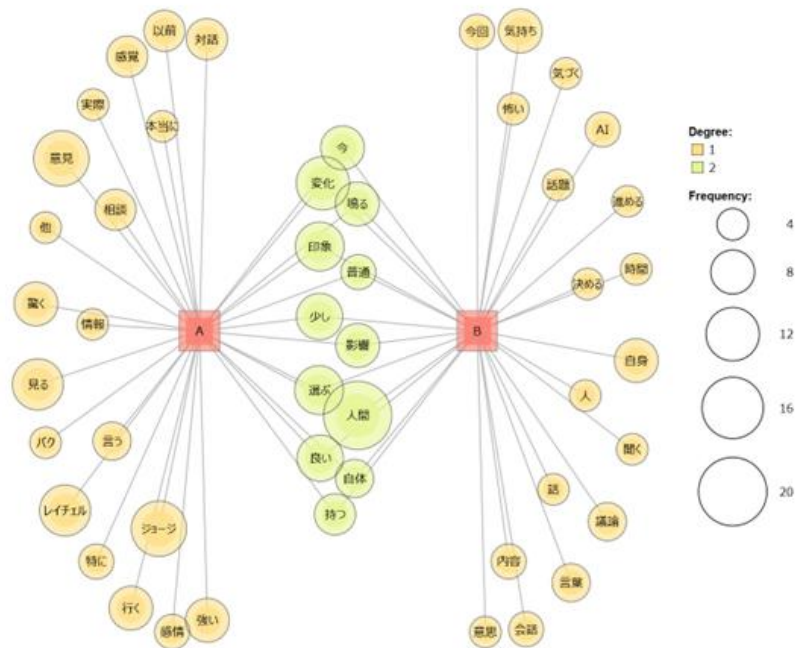 以前
対話
感覚
実際
本当に
意見
相談
他
驚く
情報
A
見る
バク
言う
レイチェル
ジョージ
特に
行く
感情
強い
今
変化
鳴る
印象
普通
少し
影響
選ぶ
人間
良い
自体
持つ
今回
気持ち
気づく
怖い
AI
話題
進める
決める
時間
B
自身
人
聞く
話
議論
内容
言葉
意思
会話
Degree:
1
2
Frequency:
4
8
12
16
20